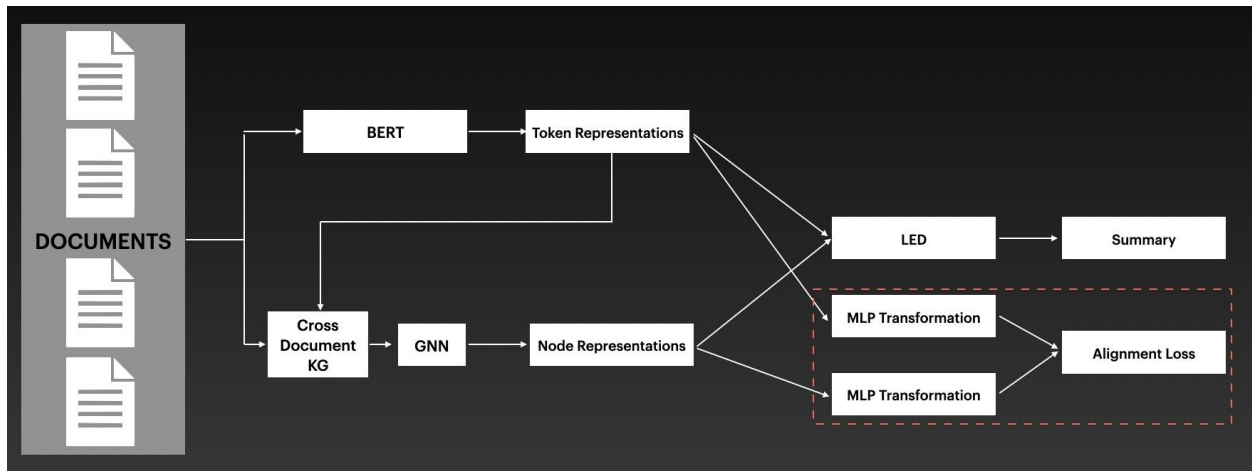 DOCUMENTS
BERT
Token Representations
LED
Summary
Cross
Document
KG
GNN
Node Representations
MLP Transformation
MLP Transformation
Alignment Loss